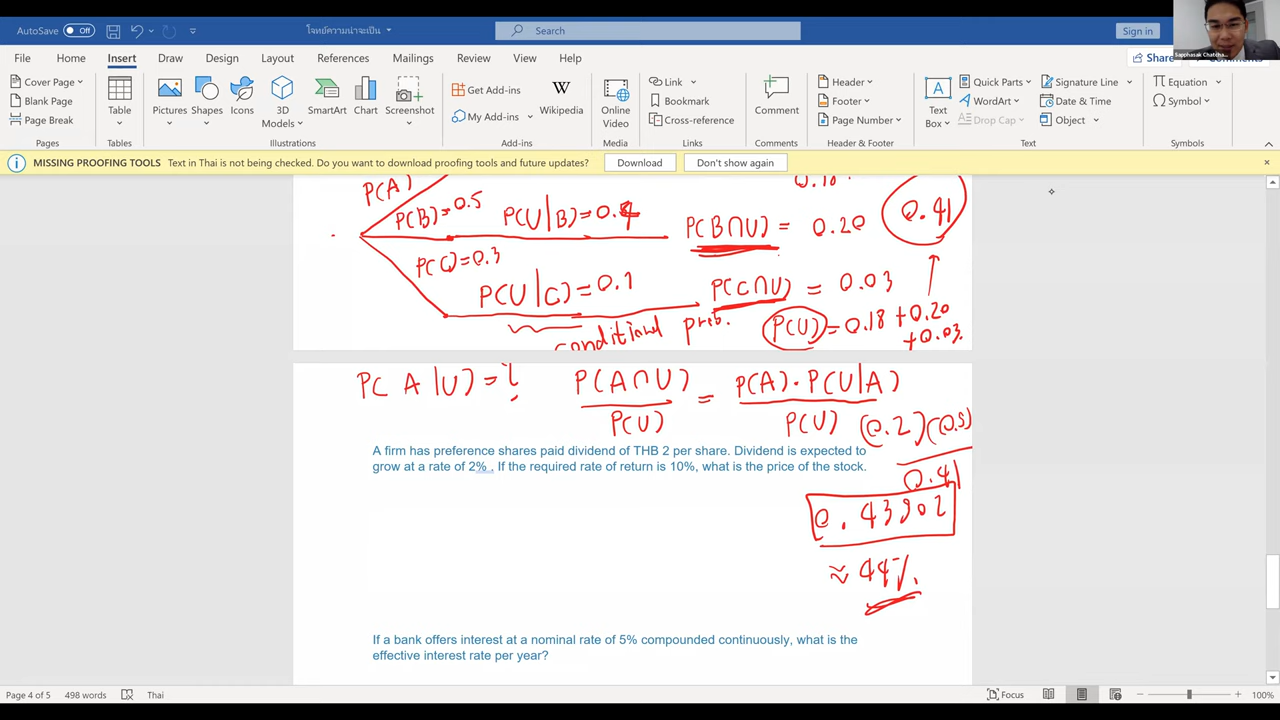 AutoSave Off
โจทย์ความน่าจะเป็น
Search
Sign in
Sapphasak Chatcha...
File Home Insert Draw Design Layout References Mailings Review View Help
Share
Comments
Cover Page
Blank Page
Page Break
Table
Pictures Shapes Icons 3D Models SmartArt Chart Screenshot
Get Add-ins
My Add-ins
Wikipedia
Online Video
Link
Bookmark
Cross-reference
Comment
Header
Footer
Page Number
Text Box
Quick Parts
WordArt
Drop Cap
Signature Line
Date & Time
Object
Equation
Symbol
Pages Tables Illustrations Add-ins Media Links Comments Header & Footer Text Symbols
MISSING PROOFING TOOLS Text in Thai is not being checked. Do you want to download proofing tools and future updates? Download Don't show again
P(A)
0.18
P(B)=0.5 P(U|B)=0.4 P(B∩U) = 0.20 0.41
P(C)=0.3
P(U|C)=0.1 P(C∩U) = 0.03
conditional prob. P(U) = 0.18 +0.20
+0.03.
P( A |U) = ? P(A∩U) = P(A) · P(U|A)
P(U) P(U) (0.2)(0.9)
0.41
A firm has preference shares paid dividend of THB 2 per share. Dividend is expected to
grow at a rate of 2% . If the required rate of return is 10%, what is the price of the stock.
0.43902
≈ 44%
If a bank offers interest at a nominal rate of 5% compounded continuously, what is the
effective interest rate per year?
Page 4 of 5 498 words Thai Focus 100%